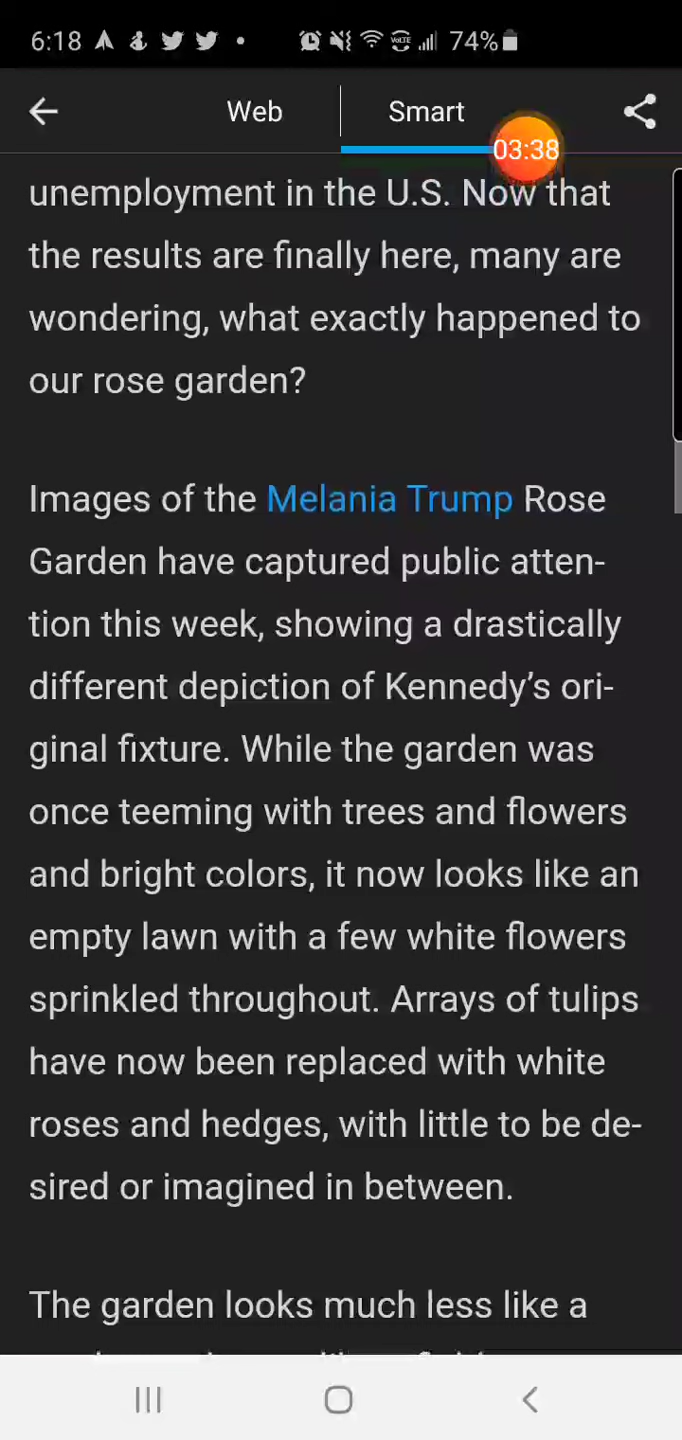 6:18
VoLTE 74%
Web Smart
03:38
unemployment in the U.S. Now that
the results are finally here, many are
wondering, what exactly happened to
our rose garden?
Images of the Melania Trump Rose
Garden have captured public atten-
tion this week, showing a drastically
different depiction of Kennedy’s ori-
ginal fixture. While the garden was
once teeming with trees and flowers
and bright colors, it now looks like an
empty lawn with a few white flowers
sprinkled throughout. Arrays of tulips
have now been replaced with white
roses and hedges, with little to be de-
sired or imagined in between.
The garden looks much less like a